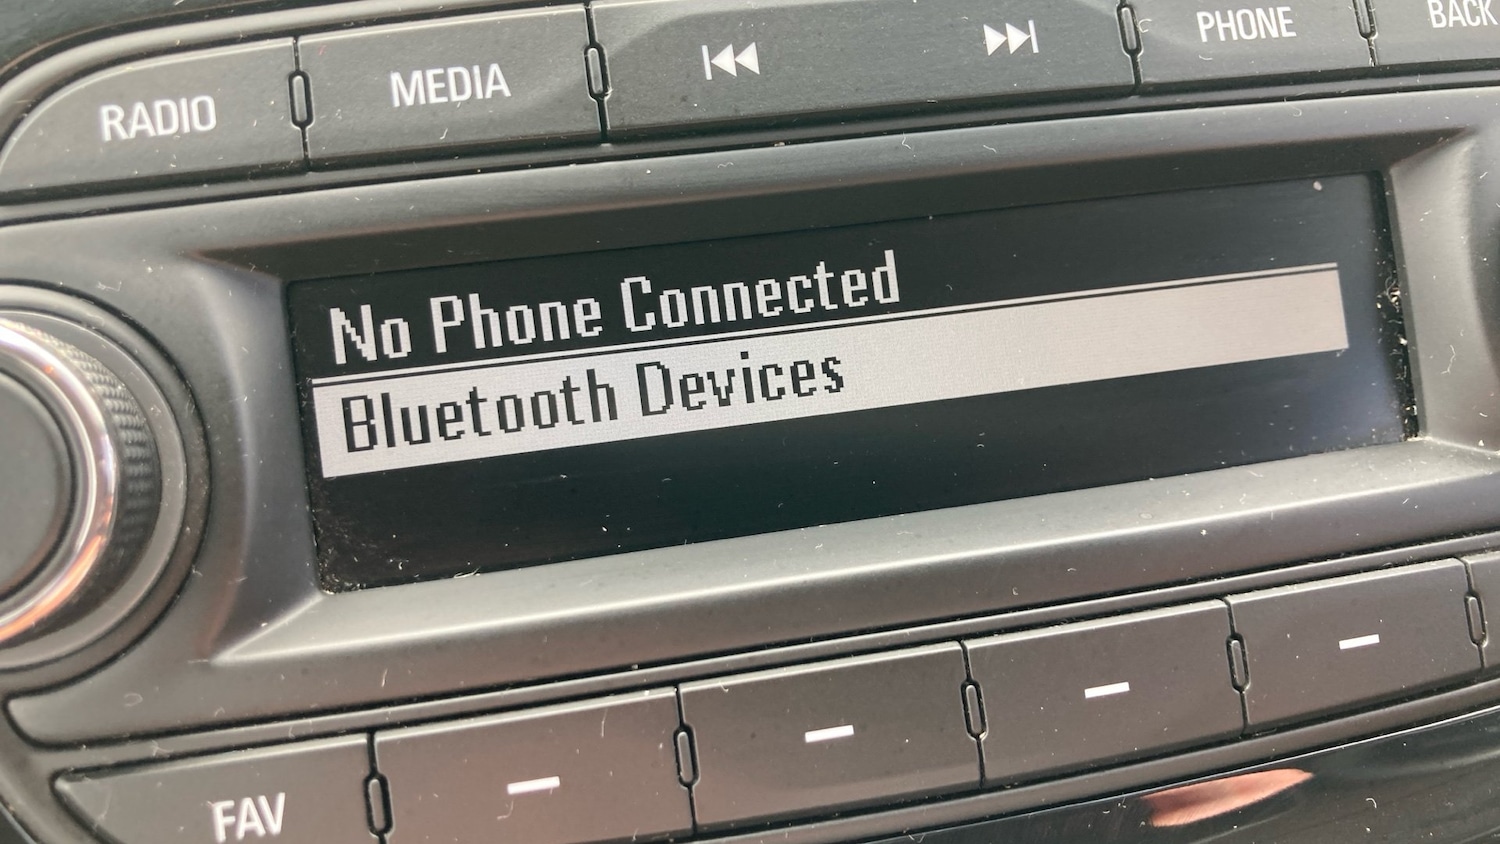 RADIO
MEDIA
PHONE
BACK
No Phone Connected
Bluetooth Devices
FAV